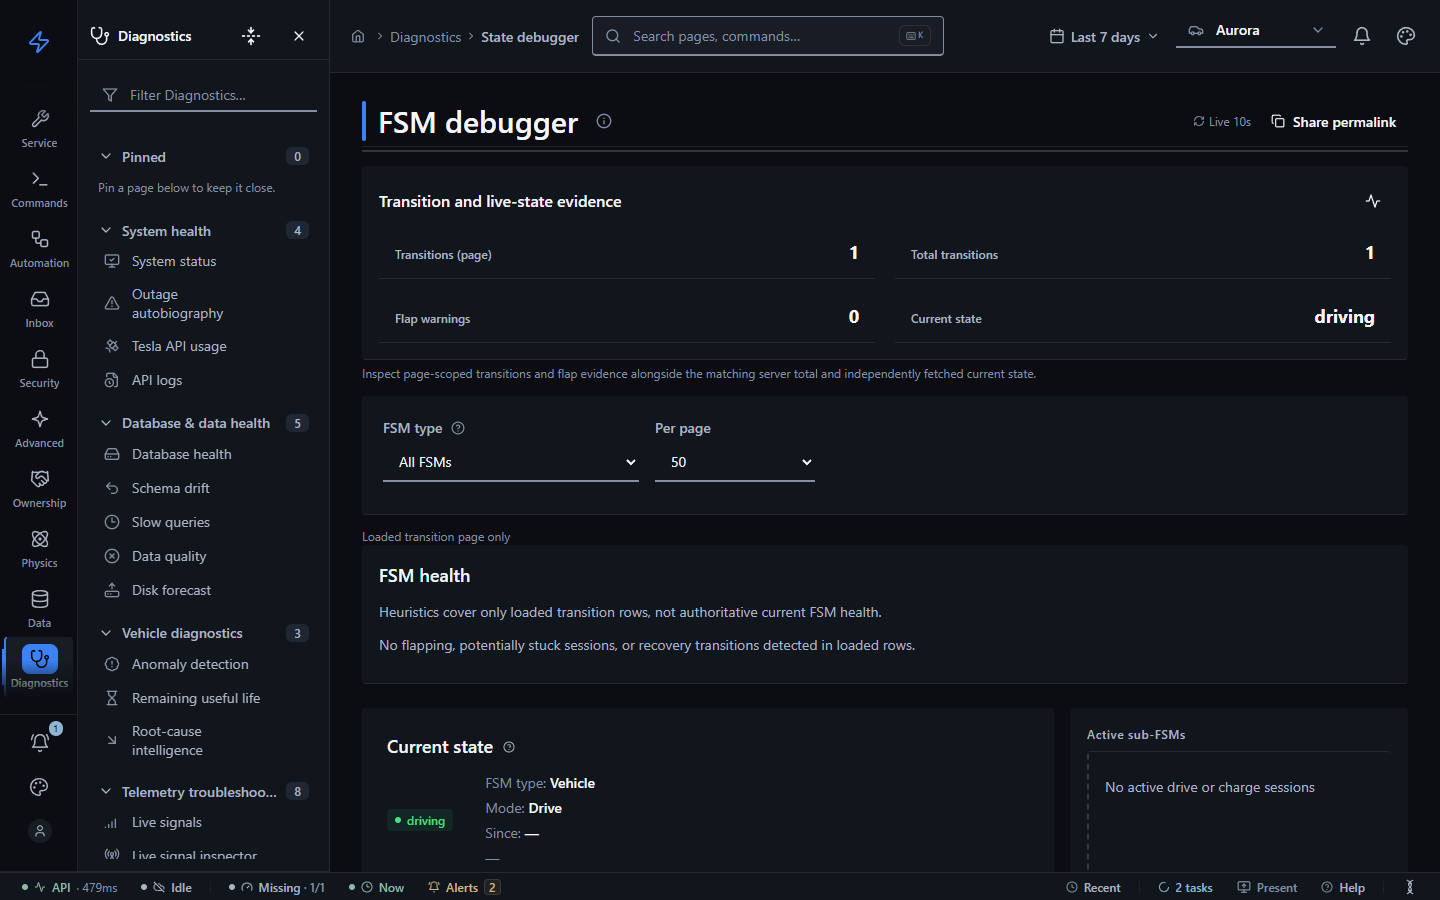 Diagnostics
Diagnostics
State debugger
Search pages, commands...
K
Last 7 days
Aurora
Service
Commands
Automation
Inbox
Security
Advanced
Ownership
Physics
Data
Diagnostics
1
Filter Diagnostics...
Pinned 0
Pin a page below to keep it close.
System health 4
System status
Outage
autobiography
Tesla API usage
API logs
Database & data health 5
Database health
Schema drift
Slow queries
Data quality
Disk forecast
Vehicle diagnostics 3
Anomaly detection
Remaining useful life
Root-cause
intelligence
Telemetry troubleshoo... 8
Live signals
Live signal inspector
FSM debugger
Live 10s
Share permalink
Transition and live-state evidence
Transitions (page) 1
Total transitions 1
Flap warnings 0
Current state driving
Inspect page-scoped transitions and flap evidence alongside the matching server total and independently fetched current state.
FSM type
Per page
All FSMs
50
Loaded transition page only
FSM health
Heuristics cover only loaded transition rows, not authoritative current FSM health.
No flapping, potentially stuck sessions, or recovery transitions detected in loaded rows.
Current state
driving
FSM type: Vehicle
Mode: Drive
Since: —
—
Active sub-FSMs
No active drive or charge sessions
API · 479ms
Idle
Missing · 1/1
Now
Alerts 2
Recent
2 tasks
Present
Help